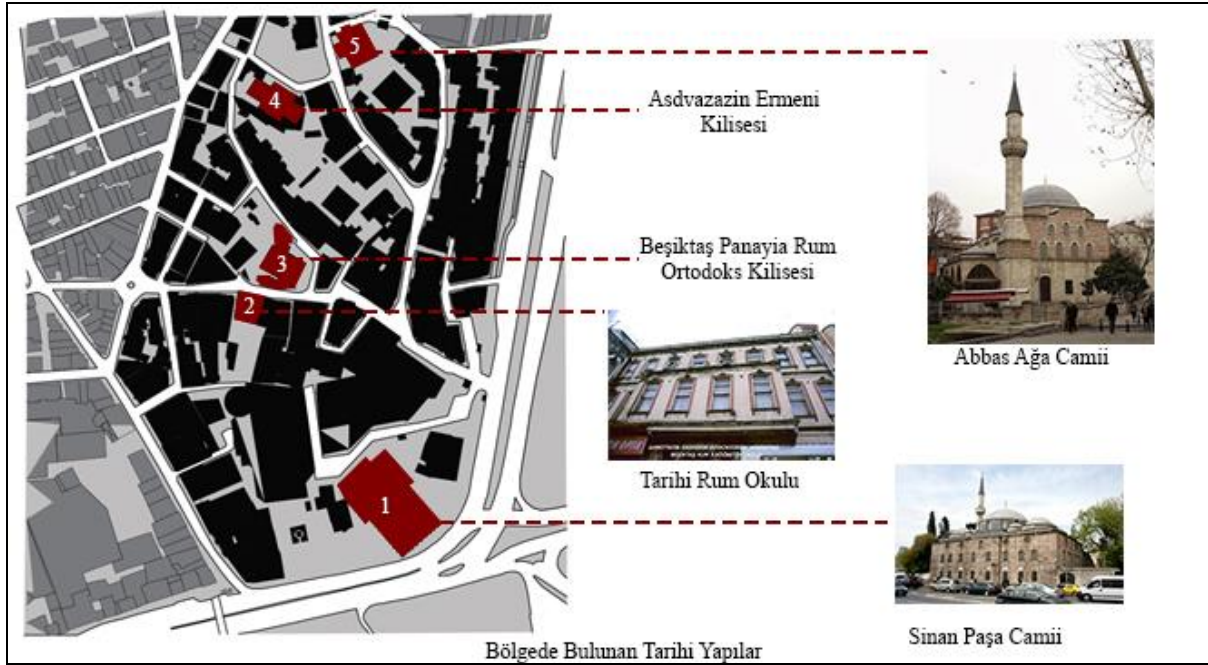 5
4
Asdvazazin Ermeni
Kilisesi
Abbas Ağa Camii
3
Beşiktaş Panayia Rum
Ortodoks Kilisesi
2
Tarihi Rum Okulu
1
Sinan Paşa Camii
Bölgede Bulunan Tarihi Yapılar